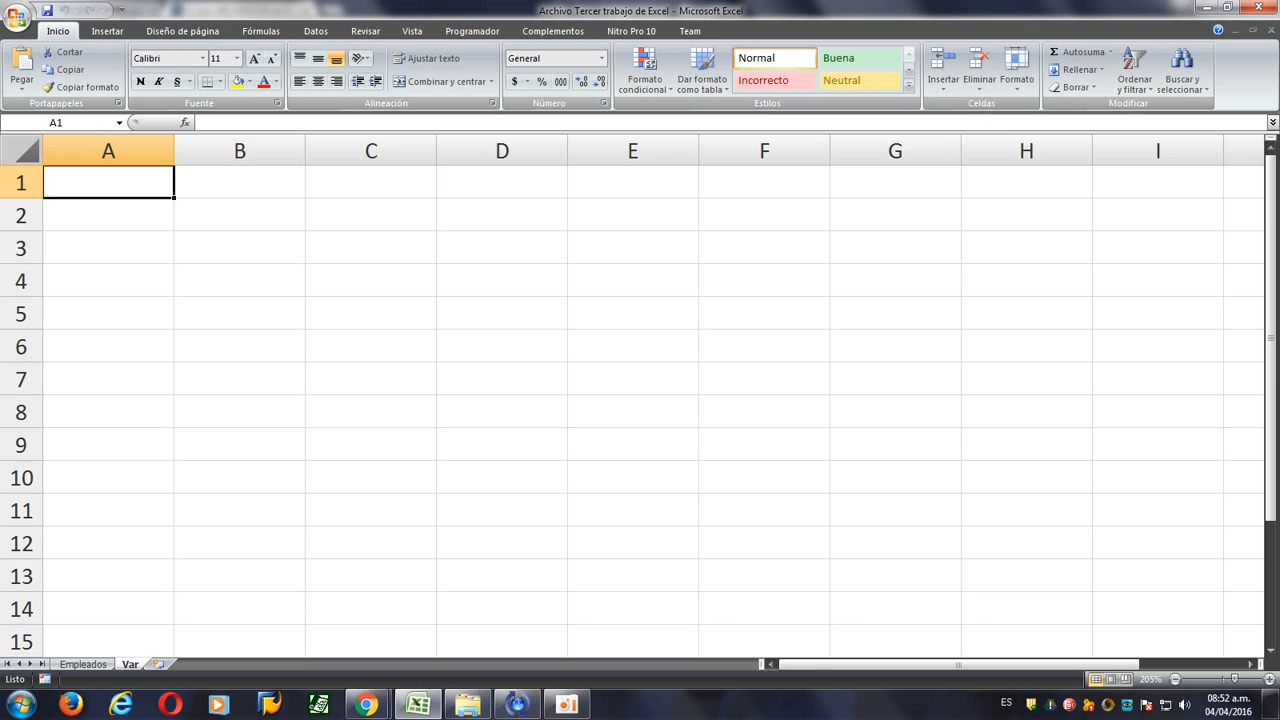 Archivo Tercer trabajo de Excel - Microsoft Excel
Inicio Insertar Diseño de página Fórmulas Datos Revisar Vista Programador Complementos Nitro Pro 10 Team
Pegar
Cortar
Copiar
Copiar formato
Portapapeles
Calibri 11
N K S
Fuente
Ajustar texto
Combinar y centrar
Alineación
General
$ % 000
Número
Formato condicional
Dar formato como tabla
Normal Buena
Incorrecto Neutral
Estilos
Insertar Eliminar Formato
Celdas
Σ Autosuma
Rellenar
Borrar
Ordenar y filtrar
Buscar y seleccionar
Modificar
A1 fx
A B C D E F G H I
1
2
3
4
5
6
7
8
9
10
11
12
13
14
15
Empleados Var
Listo 205%
ES 08:52 a.m.
04/04/2016